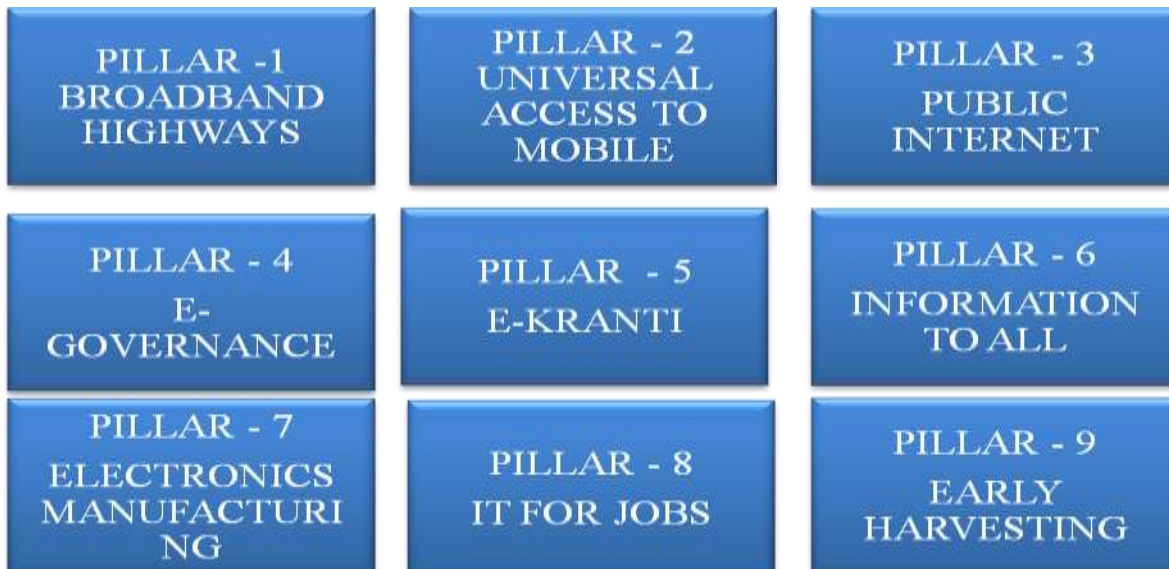 PILLAR -1
BROADBAND
HIGHWAYS
PILLAR - 2
UNIVERSAL
ACCESS TO
MOBILE
PILLAR - 3
PUBLIC
INTERNET
PILLAR - 4
E-
GOVERNANCE
PILLAR - 5
E-KRANTI
PILLAR - 6
INFORMATION
TO ALL
PILLAR - 7
ELECTRONICS
MANUFACTURI
NG
PILLAR - 8
IT FOR JOBS
PILLAR - 9
EARLY
HARVESTING